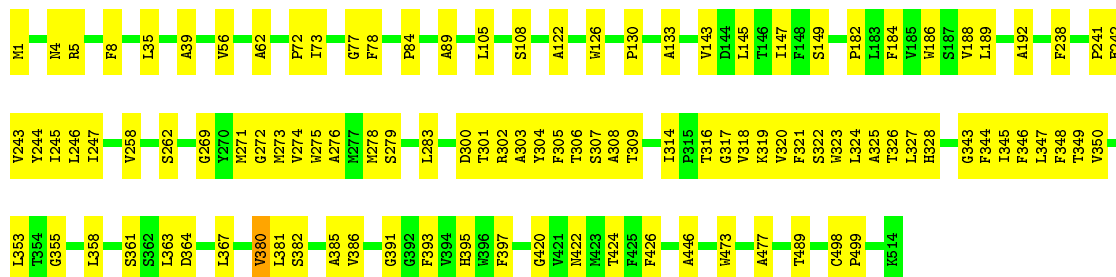 M1 N4 R5 F8 L35 A39 V56 A62 P72 I73 G77 F78 P84 A89 L105 S108 A122 W126 P130 A133 V143 D144 L145 T146 I147 F148 S149 P182 L183 F184 V185 W186 S187 V188 L189 A192 F238 P241
V243 Y244 I245 L246 I247 V258 S262 G269 Y270 M271 G272 M273 V274 W275 A276 M277 M278 S279 L283 D300 T301 R302 A303 Y304 F305 T306 S307 A308 T309 I314 P315 T316 G317 V318 K319 V320 F321 S322 W323 L324 A325 T326 L327 H328 G343 F344 I345 F346 L347 F348 T349 V350
L353 T354 G355 L358 S361 S362 L363 D364 L367 V380 L381 S382 A385 V386 G391 G392 F393 V394 H395 W396 F397 G420 V421 N422 M423 T424 F425 F426 A446 W473 A477 T489 C498 P499 K514